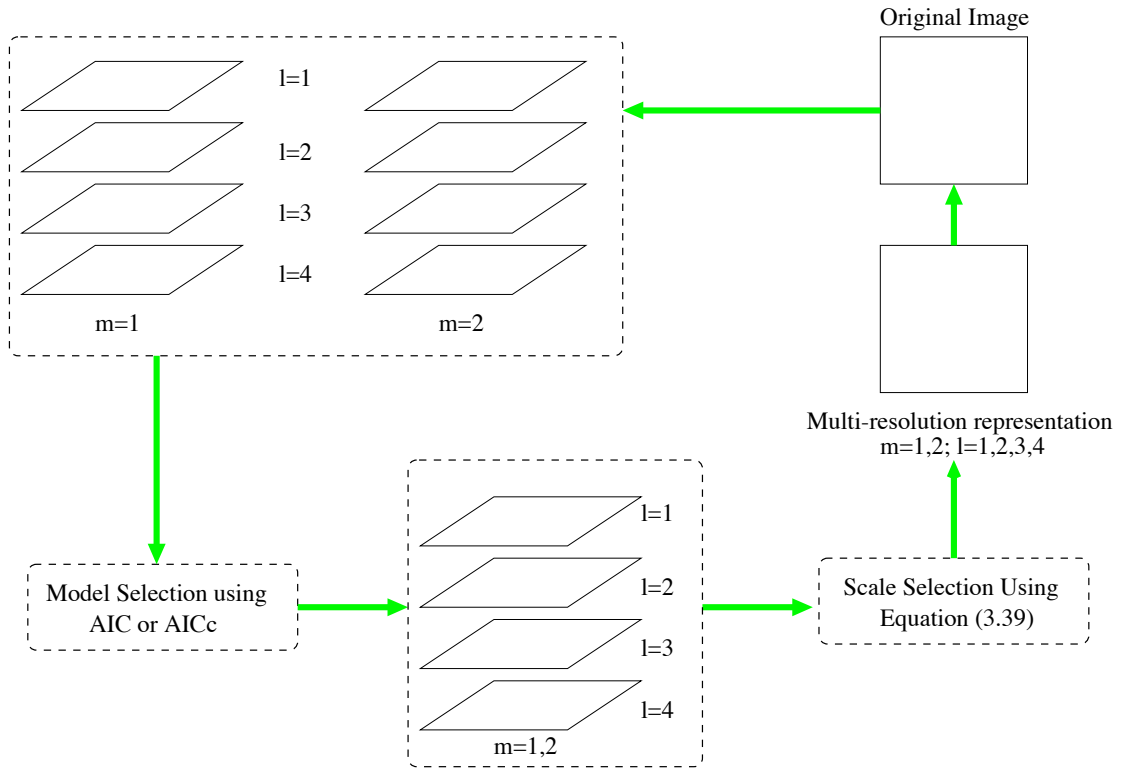 Original Image
l=1
l=2
l=3
l=4
m=1
m=2
Multi-resolution representation
m=1,2; l=1,2,3,4
Model Selection using
AIC or AICc
l=1
l=2
l=3
l=4
m=1,2
Scale Selection Using
Equation (3.39)